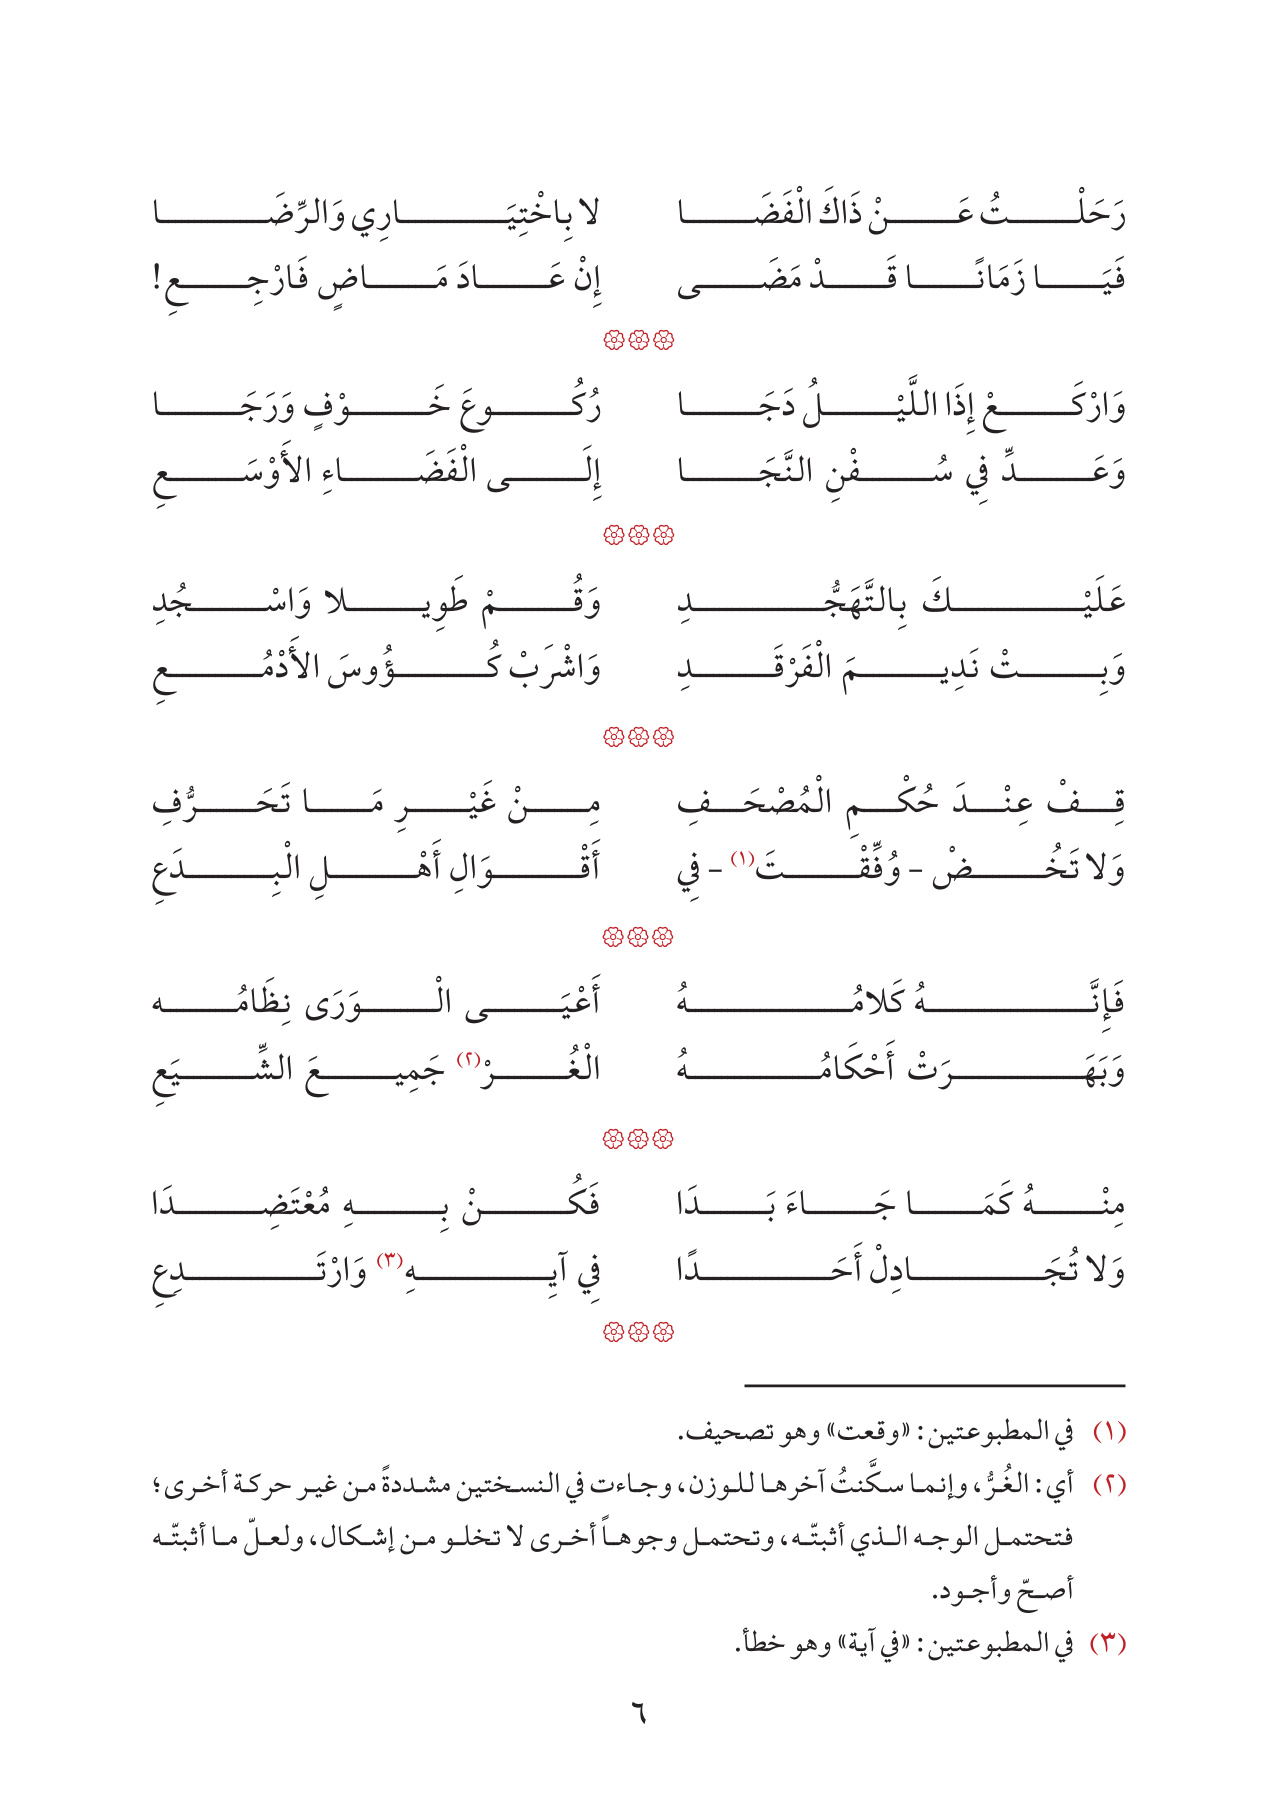 رَحَلْتُ عَنْ ذَاكَ الْفَضَا لا بِاخْتِيَارِي وَالرِّضَا
فَيَا زَمَانًا قَدْ مَضَى إِنْ عَادَ مَاضٍ فَارْجِعِ!
وَارْكَعْ إِذَا اللَّيْلُ دَجَا رُكُوعَ خَوْفٍ وَرَجَا
وَعَدِّ فِي سُفْنِ النَّجَا إِلَى الْفَضَاءِ الأَوْسَعِ
عَلَيْكَ بِالتَّهَجُّدِ وَقُمْ طَوِيلا وَاسْجُدِ
وَبِتْ نَدِيمَ الْفَرْقَدِ وَاشْرَبْ كُؤُوسَ الأَدْمُعِ
قِفْ عِنْدَ حُكْمِ الْمُصْحَفِ مِنْ غَيْرِ مَا تَحَرُّفِ
وَلا تَخُضْ - وُفِّقْتَ(١) - فِي أَقْوَالِ أَهْلِ الْبِدَعِ
فَإِنَّهُ كَلامُهُ أَعْيَى الْوَرَى نِظَامُه
وَبَهَرَتْ أَحْكَامُهُ الْغُرْ(٢) جَمِيعَ الشِّيَعِ
مِنْهُ كَمَا جَاءَ بَدَا فَكُنْ بِهِ مُعْتَضِدَا
وَلا تُجَادِلْ أَحَدًا فِي آيِهِ(٣) وَارْتَدِعِ
(١) في المطبوعتين: «وقعت» وهو تصحيف.
(٢) أي: الغُرُّ، وإنما سكَّنتُ آخرها للوزن، وجاءت في النسختين مشددةً من غير حركة أخرى؛
فتحتمل الوجه الذي أثبتّه، وتحتمل وجوهاً أخرى لا تخلو من إشكال، ولعلّ ما أثبتّه
أصحّ وأجود.
(٣) في المطبوعتين: «في آية» وهو خطأ.
٦